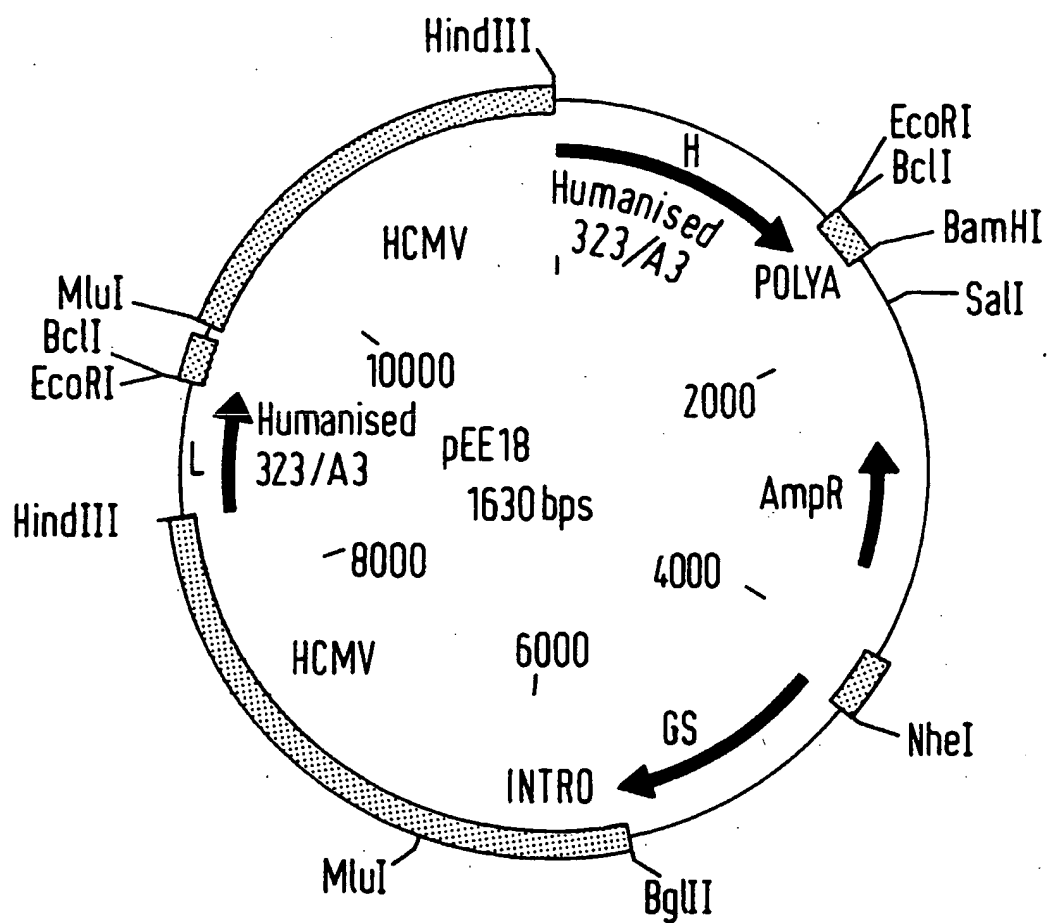 HindIII
EcoRI
BclI
BamHI
SalI
H
Humanised
323/A3
POLYA
HCMV
MluI
BclI
EcoRI
10000
2000
L
Humanised
323/A3
pEE18
1630 bps
AmpR
HindIII
8000
4000
HCMV
6000
GS
NheI
INTRO
MluI
BglII